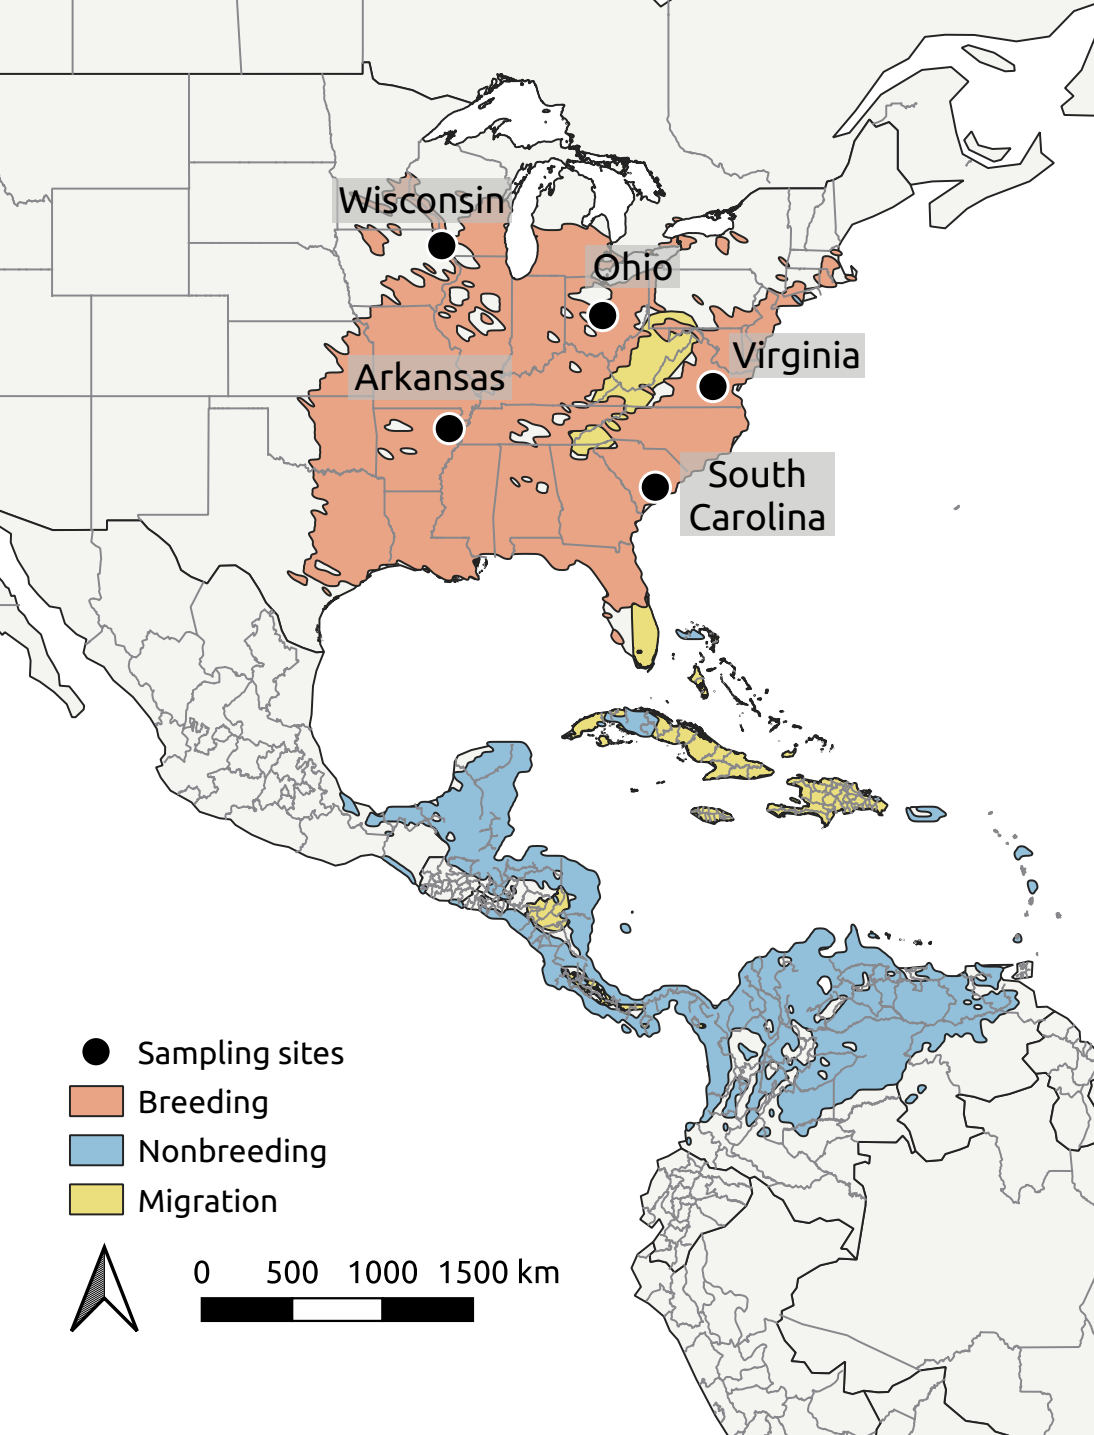 Wisconsin
Ohio
Virginia
Arkansas
South
Carolina
Sampling sites
Breeding
Nonbreeding
Migration
0 500 1000 1500 km